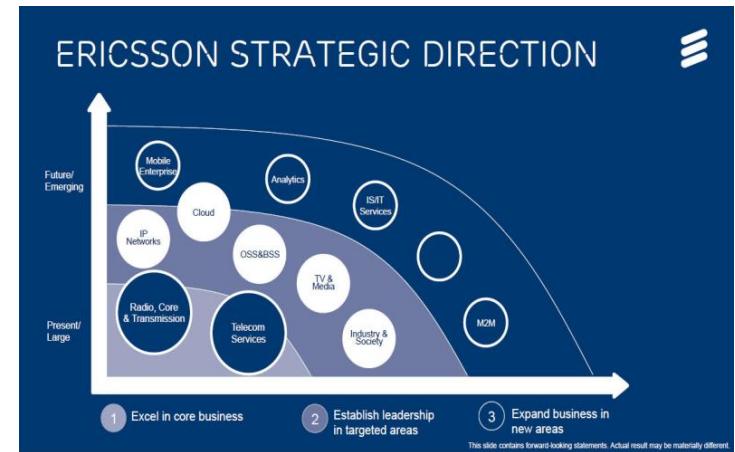 ERICSSON STRATEGIC DIRECTION
Future/
Emerging
Mobile
Enterprise
Analytics
IS/IT
Services
Cloud
IP
Networks
OSS&BSS
TV &
Media
Present/
Large
Radio, Core
& Transmission
Telecom
Services
Industry &
Society
M2M
1 Excel in core business
2 Establish leadership
in targeted areas
3 Expand business in
new areas
This slide contains forward-looking statements. Actual result may be materially different.